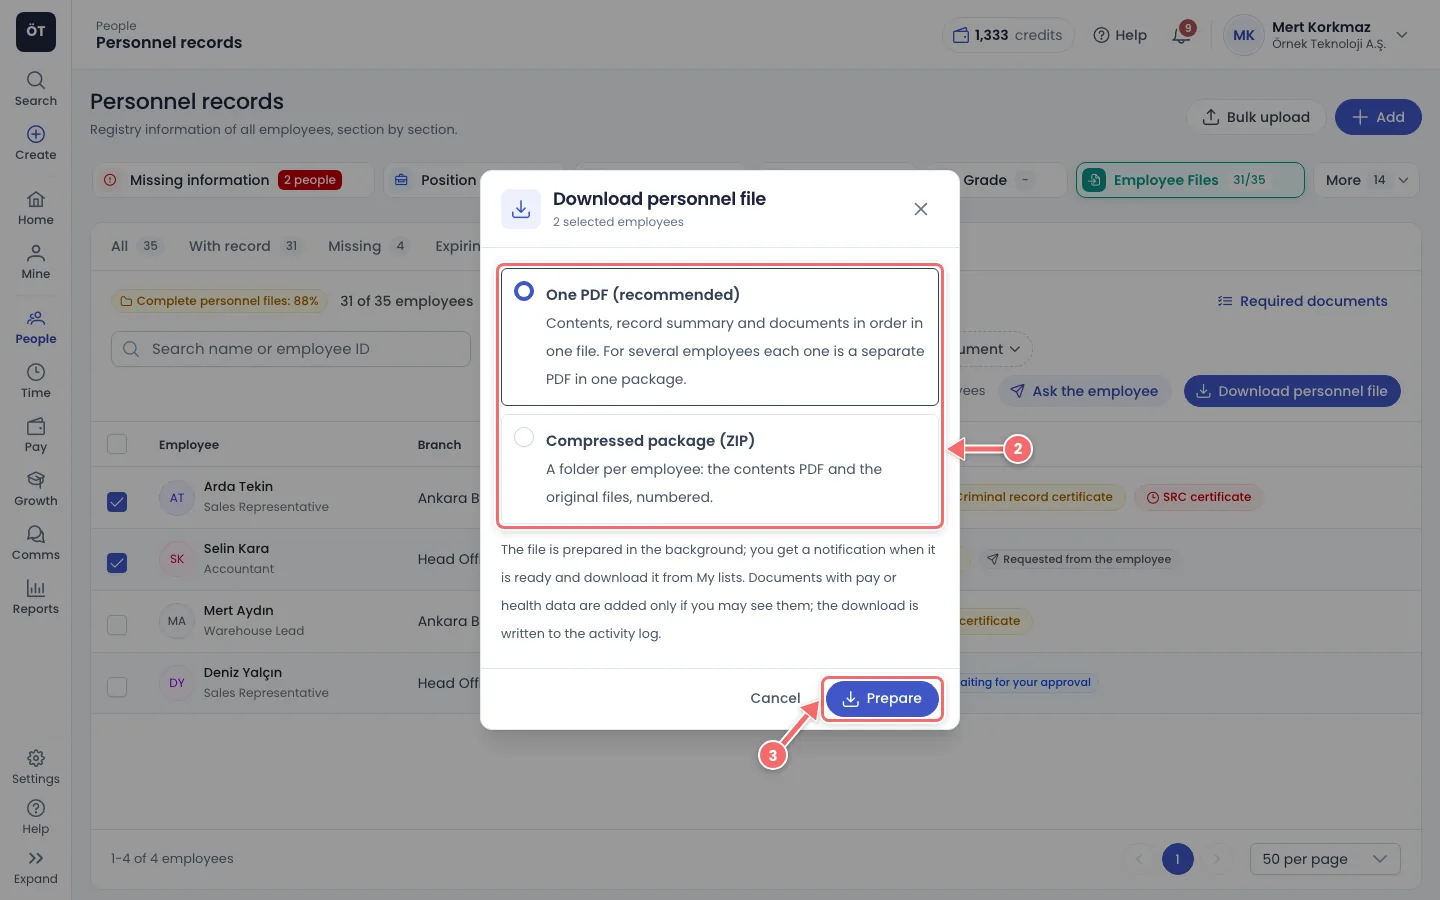 ÖT
People
Personnel records
1,333 credits
Help
9
MK
Mert Korkmaz
Örnek Teknoloji A.Ş.
Search
Create
Home
Mine
People
Time
Pay
Growth
Comms
Reports
Settings
Help
Expand
Personnel records
Registry information of all employees, section by section.
Bulk upload
Add
Missing information 2 people
Position
Grade -
Employee Files 31/35
More 14
All 35
With record 31
Missing 4
Complete personnel files: 88%
31 of 35 employees
Required documents
Search name or employee ID
Ask the employee
Download personnel file
Employee
Branch
AT
Arda Tekin
Sales Representative
Ankara
Criminal record certificate
SRC certificate
SK
Selin Kara
Accountant
Head
Requested from the employee
MA
Mert Aydın
Warehouse Lead
Ankara
certificate
DY
Deniz Yalçın
Sales Representative
Head
for your approval
1-4 of 4 employees
1
50 per page
Download personnel file
2 selected employees
One PDF (recommended)
Contents, record summary and documents in order in
one file. For several employees each one is a separate
PDF in one package.
Compressed package (ZIP)
A folder per employee: the contents PDF and the
original files, numbered.
2
The file is prepared in the background; you get a notification when it
is ready and download it from My lists. Documents with pay or
health data are added only if you may see them; the download is
written to the activity log.
Cancel
Prepare
3